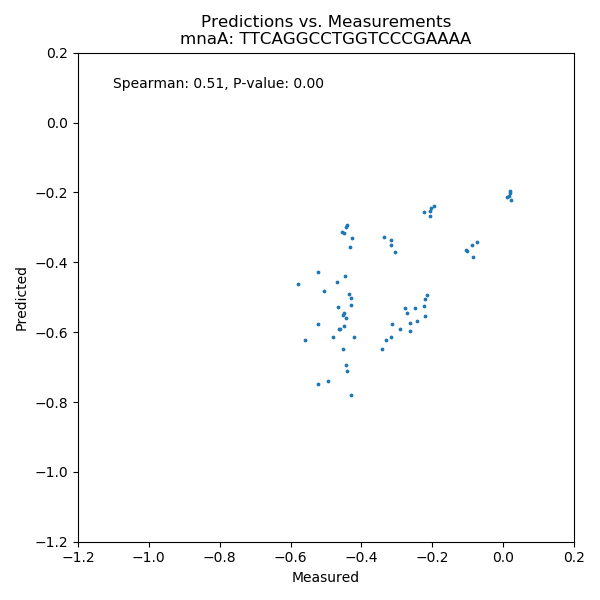 Predictions vs. Measurements
mnaA: TTCAGGCCTGGTCCCGAAAA
Spearman: 0.51, P-value: 0.00
0.2
0.0
−0.2
−0.4
−0.6
−0.8
−1.0
−1.2
Predicted
−1.2 −1.0 −0.8 −0.6 −0.4 −0.2 0.0 0.2
Measured